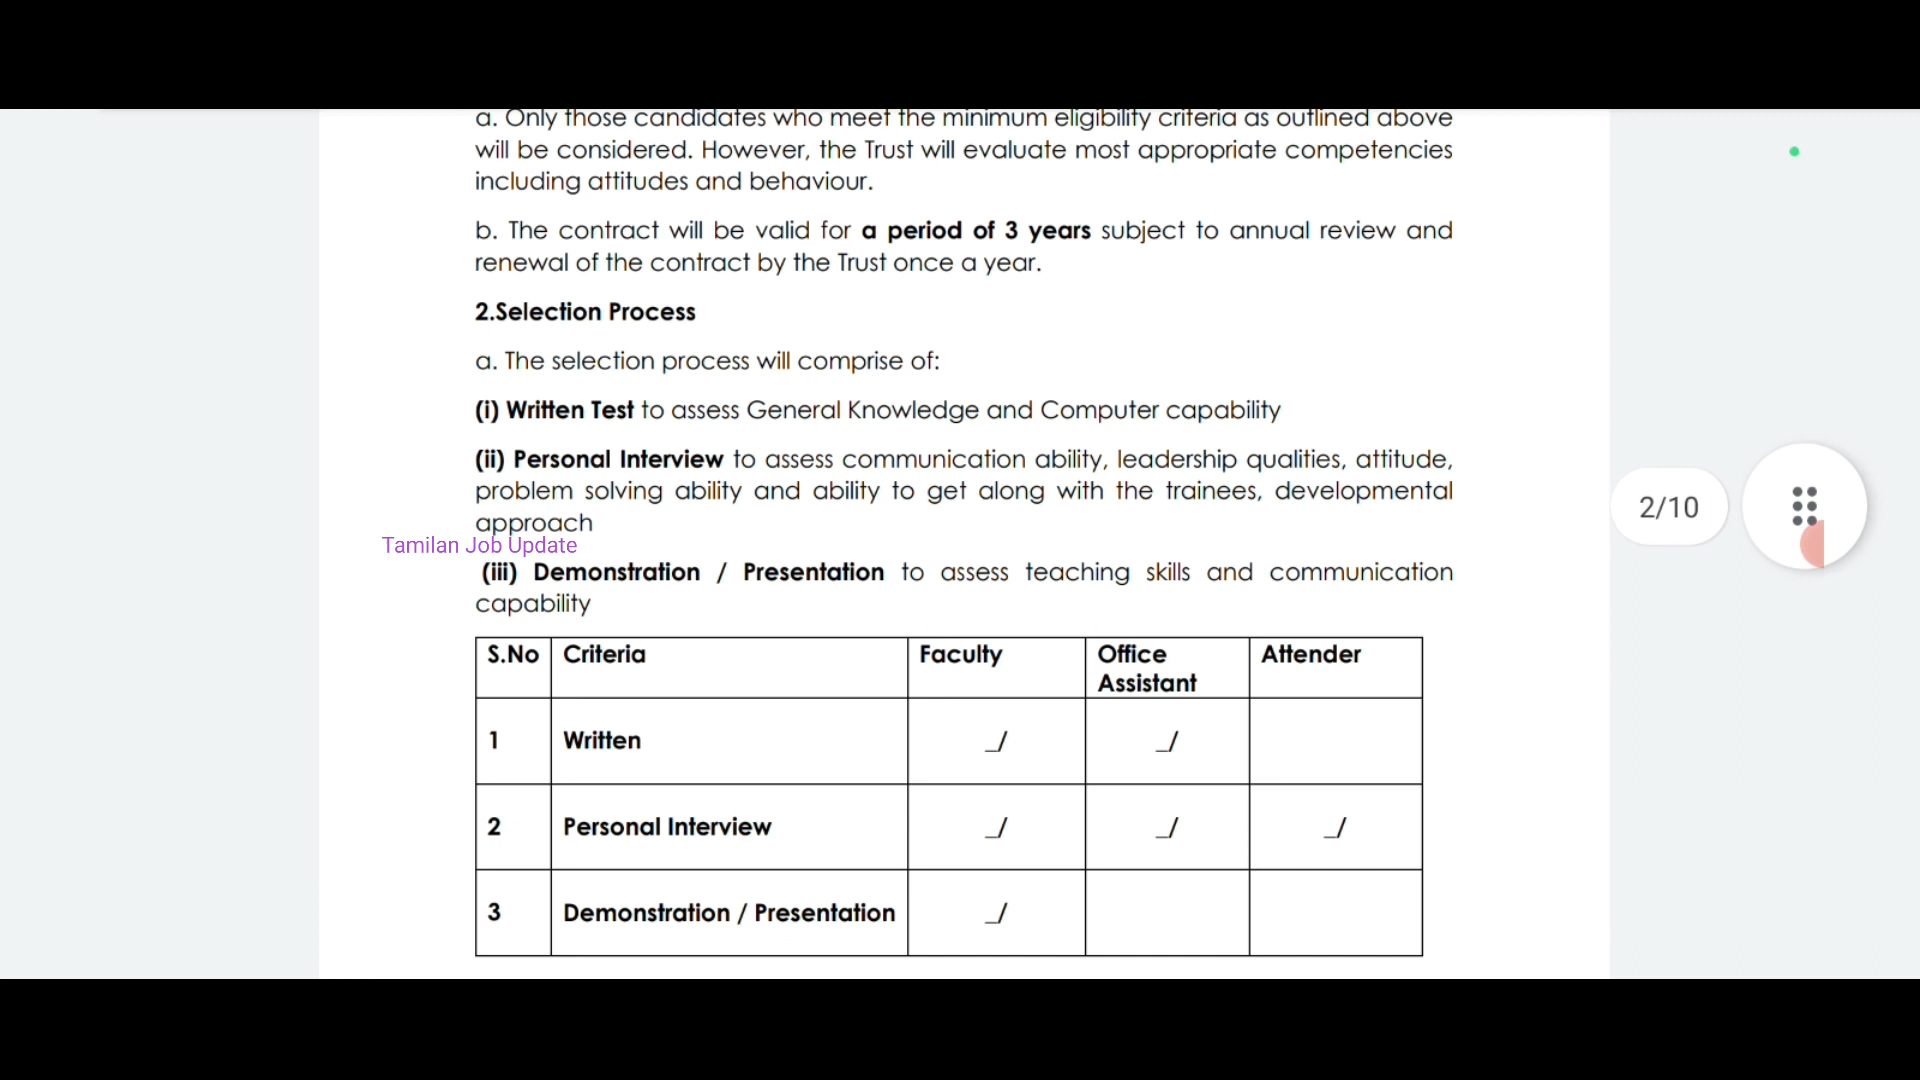 a. Only those candidates who meet the minimum eligibility criteria as outlined above
will be considered. However, the Trust will evaluate most appropriate competencies
including attitudes and behaviour.
b. The contract will be valid for a period of 3 years subject to annual review and
renewal of the contract by the Trust once a year.
2.Selection Process
a. The selection process will comprise of:
(i) Written Test to assess General Knowledge and Computer capability
(ii) Personal Interview to assess communication ability, leadership qualities, attitude,
problem solving ability and ability to get along with the trainees, developmental
approach
Tamilan Job Update
(iii) Demonstration / Presentation to assess teaching skills and communication
capability
S.No Criteria Faculty Office Assistant Attender
1 Written _/ _/
2 Personal Interview _/ _/ _/
3 Demonstration / Presentation _/
2/10